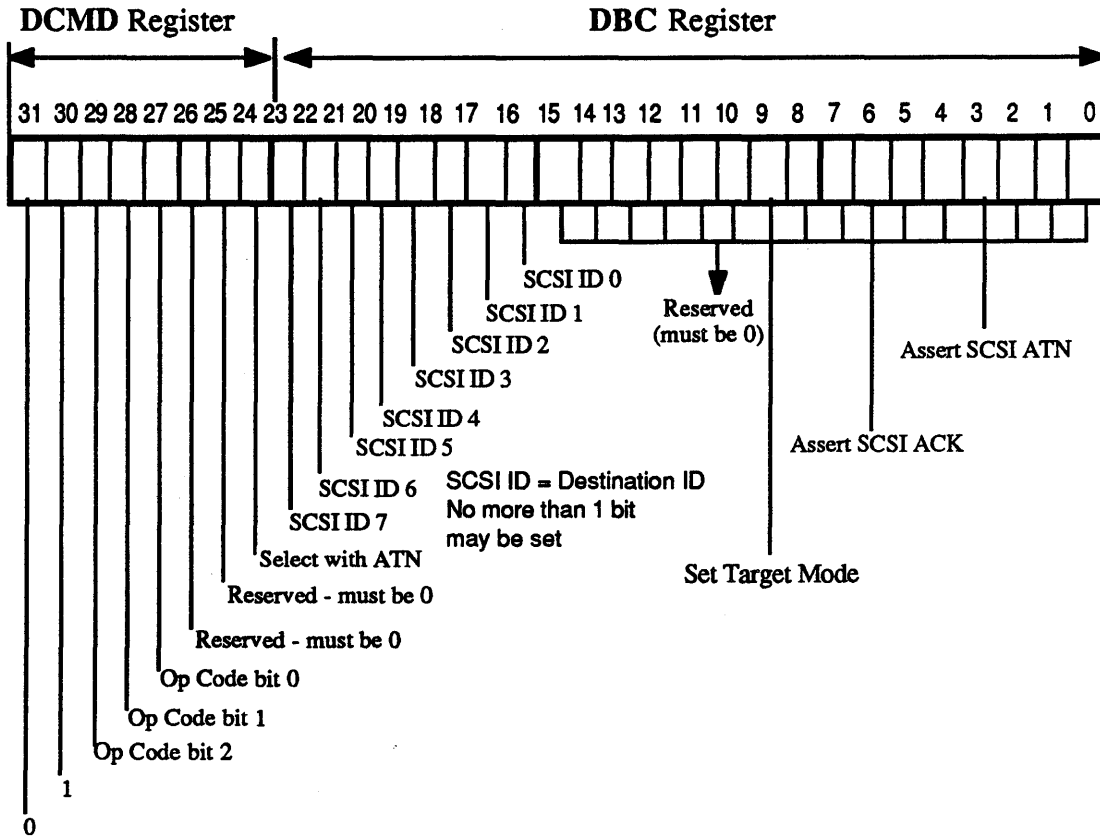 DCMD Register
DBC Register
31 30 29 28 27 26 25 24 23 22 21 20 19 18 17 16 15 14 13 12 11 10 9 8 7 6 5 4 3 2 1 0
SCSI ID 0
SCSI ID 1
SCSI ID 2
SCSI ID 3
SCSI ID 4
SCSI ID 5
SCSI ID 6
SCSI ID 7
Select with ATN
Reserved - must be 0
Reserved - must be 0
Op Code bit 0
Op Code bit 1
Op Code bit 2
1
0
SCSI ID = Destination ID
No more than 1 bit
may be set
Reserved
(must be 0)
Set Target Mode
Assert SCSI ACK
Assert SCSI ATN